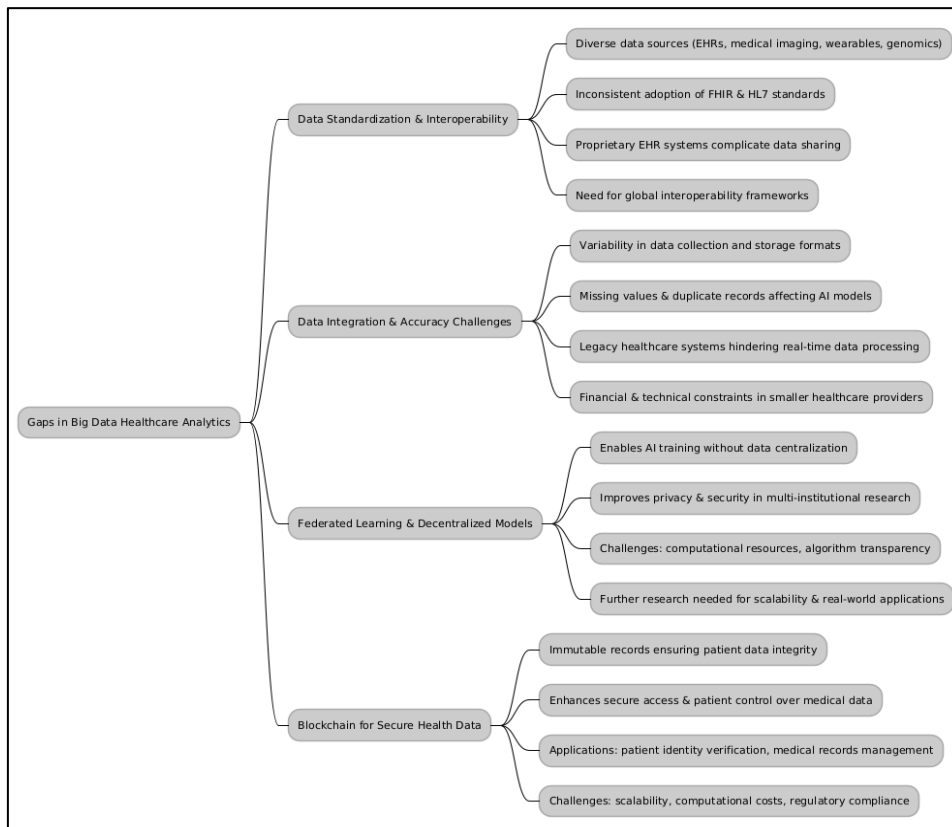 Gaps in Big Data Healthcare Analytics
Data Standardization & Interoperability
Diverse data sources (EHRs, medical imaging, wearables, genomics)
Inconsistent adoption of FHIR & HL7 standards
Proprietary EHR systems complicate data sharing
Need for global interoperability frameworks
Data Integration & Accuracy Challenges
Variability in data collection and storage formats
Missing values & duplicate records affecting AI models
Legacy healthcare systems hindering real-time data processing
Financial & technical constraints in smaller healthcare providers
Federated Learning & Decentralized Models
Enables AI training without data centralization
Improves privacy & security in multi-institutional research
Challenges: computational resources, algorithm transparency
Further research needed for scalability & real-world applications
Blockchain for Secure Health Data
Immutable records ensuring patient data integrity
Enhances secure access & patient control over medical data
Applications: patient identity verification, medical records management
Challenges: scalability, computational costs, regulatory compliance